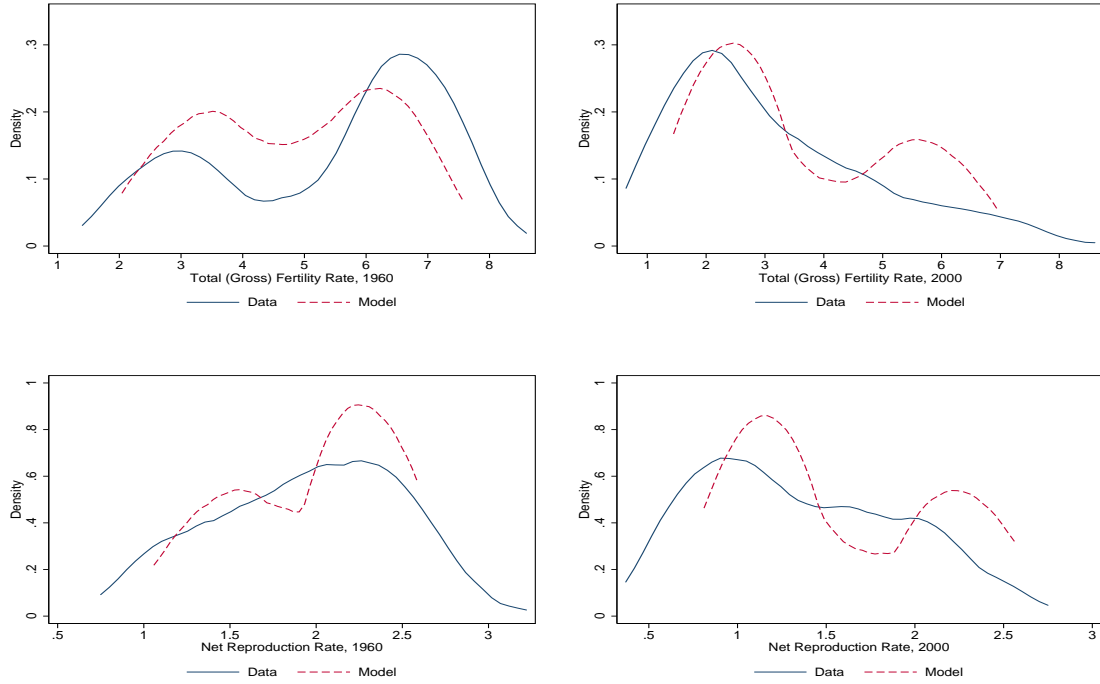 Density
0 .1 .2 .3
1 2 3 4 5 6 7 8
Total (Gross) Fertility Rate, 1960
Data Model
Density
0 .1 .2 .3
1 2 3 4 5 6 7 8
Total (Gross) Fertility Rate, 2000
Data Model
Density
0 .2 .4 .6 .8 1
.5 1 1.5 2 2.5 3
Net Reproduction Rate, 1960
Data Model
Density
0 .2 .4 .6 .8 1
.5 1 1.5 2 2.5 3
Net Reproduction Rate, 2000
Data Model